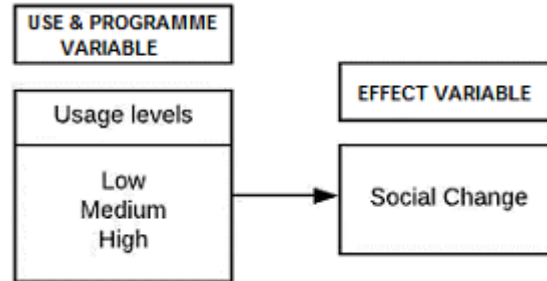 USE & PROGRAMME
VARIABLE
Usage levels
Low
Medium
High
EFFECT VARIABLE
Social Change